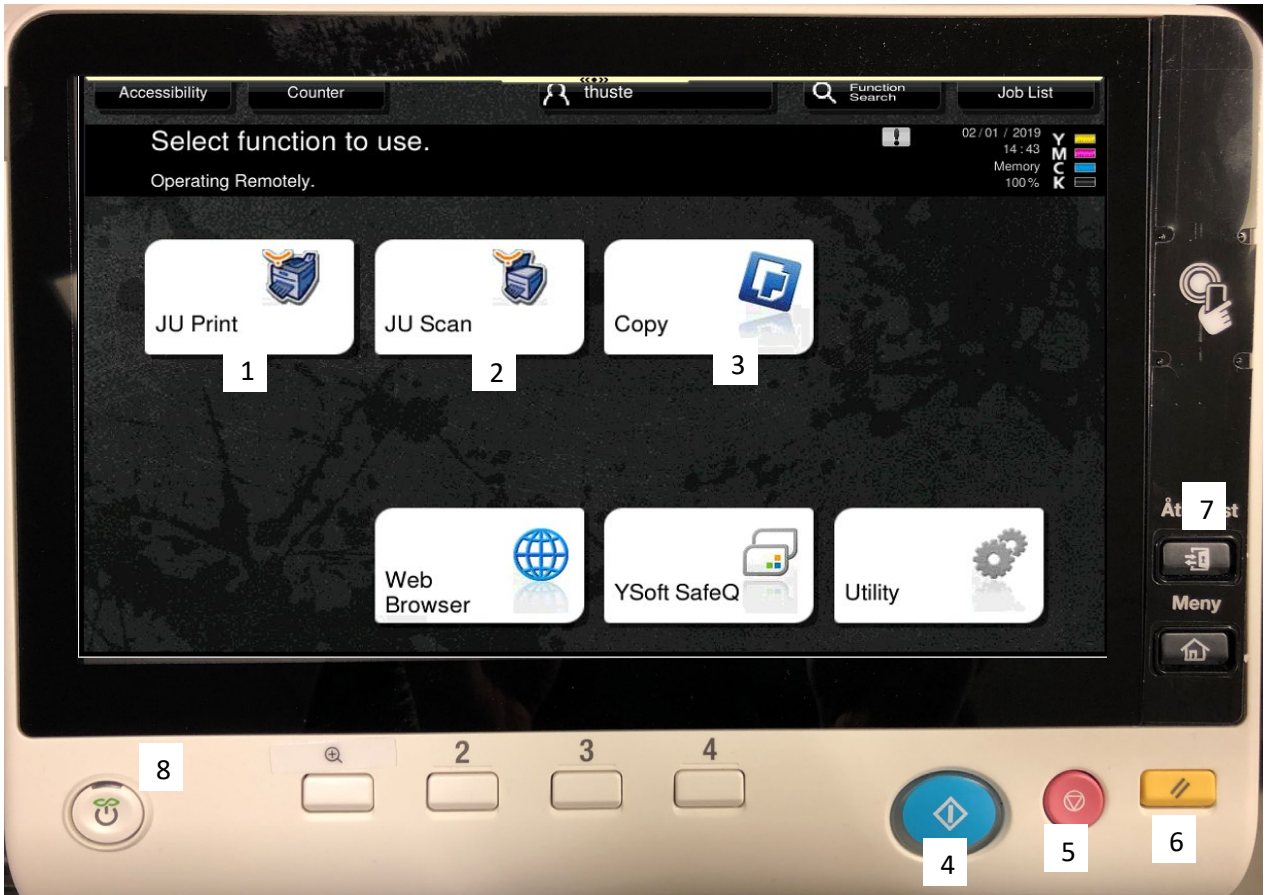 Accessibility
Counter
thuste
Function
Search
Job List
Select function to use.
Operating Remotely.
02 / 01 / 2019
14 : 43
Memory
100 %
Y
M
C
K
JU Print
JU Scan
Copy
1
2
3
Web
Browser
YSoft SafeQ
Utility
7
Meny
8
2
3
4
4
5
6